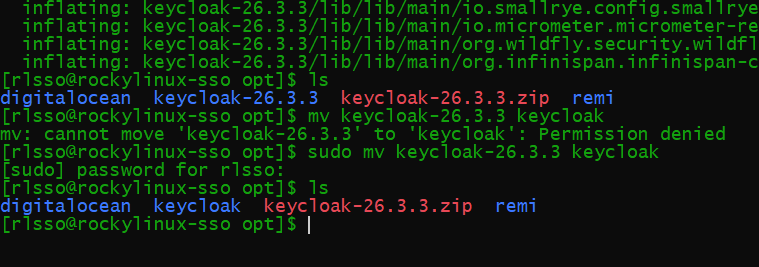 inflating: keycloak-26.3.3/lib/lib/main/io.smallrye.config.smallrye
inflating: keycloak-26.3.3/lib/lib/main/io.micrometer.micrometer-re
inflating: keycloak-26.3.3/lib/lib/main/org.wildfly.security.wildfl
inflating: keycloak-26.3.3/lib/lib/main/org.infinispan.infinispan-c
[rlsso@rockylinux-sso opt]$ ls
digitalocean  keycloak-26.3.3  keycloak-26.3.3.zip  remi
[rlsso@rockylinux-sso opt]$ mv keycloak-26.3.3 keycloak
mv: cannot move 'keycloak-26.3.3' to 'keycloak': Permission denied
[rlsso@rockylinux-sso opt]$ sudo mv keycloak-26.3.3 keycloak
[sudo] password for rlsso:
[rlsso@rockylinux-sso opt]$ ls
digitalocean  keycloak  keycloak-26.3.3.zip  remi
[rlsso@rockylinux-sso opt]$